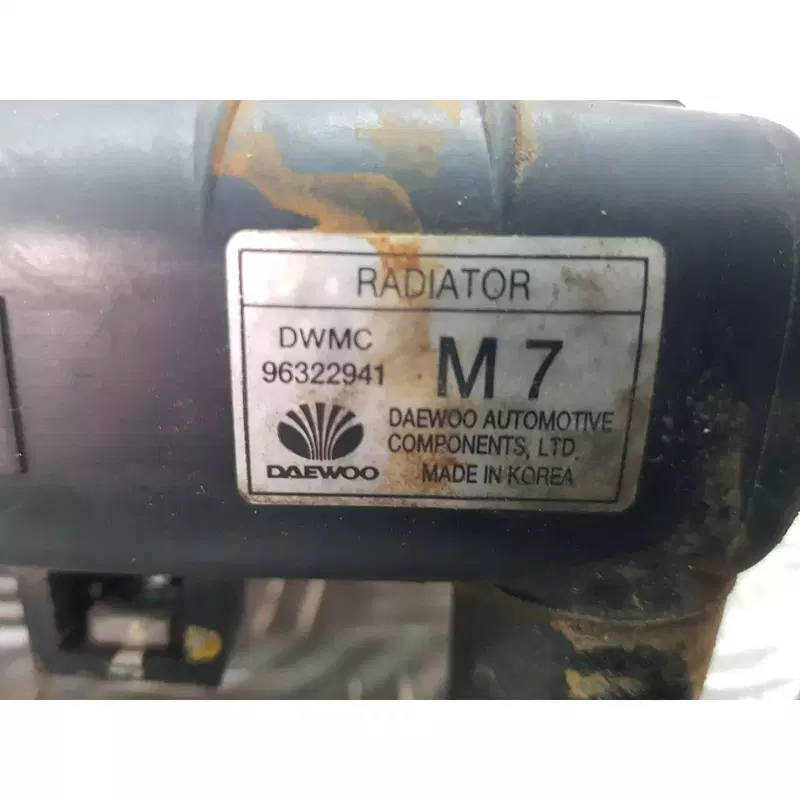 RADIATOR
DWMC
96322941
M 7
DAEWOO
DAEWOO AUTOMOTIVE
COMPONENTS, LTD.
MADE IN KOREA